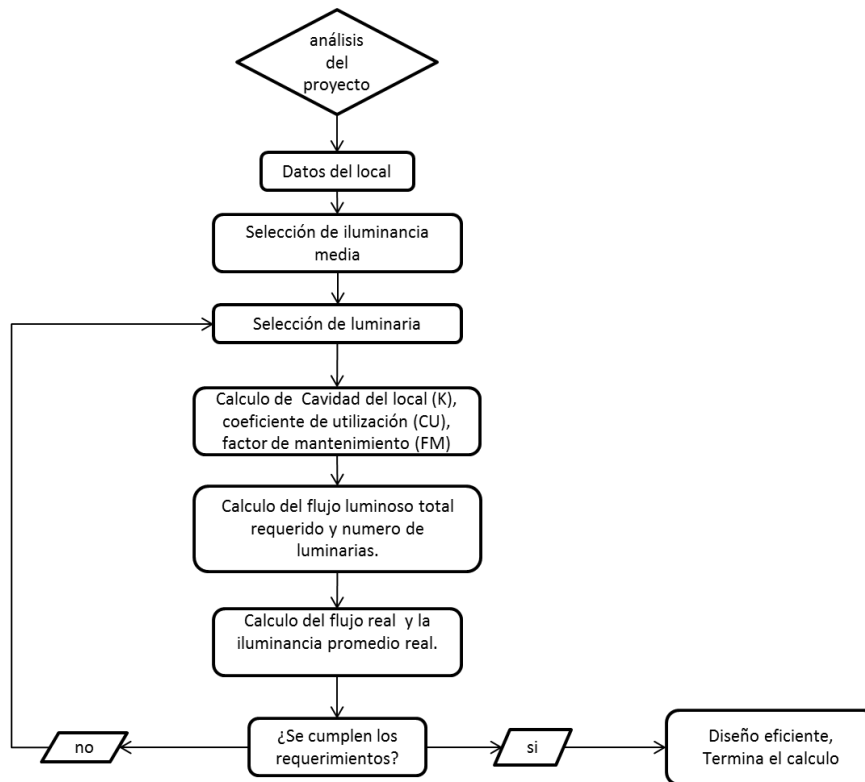 análisis
del
proyecto
Datos del local
Selección de iluminancia
media
Selección de luminaria
Calculo de Cavidad del local (K),
coeficiente de utilización (CU),
factor de mantenimiento (FM)
Calculo del flujo luminoso total
requerido y numero de
luminarias.
Calculo del flujo real y la
iluminancia promedio real.
no
¿Se cumplen los
requerimientos?
si
Diseño eficiente,
Termina el calculo